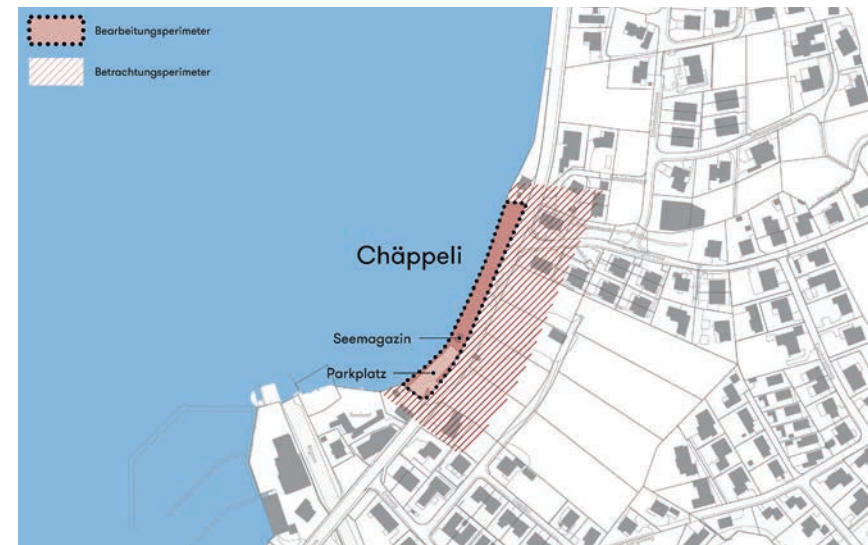 Bearbeitungsperimeter
Betrachtungsperimeter
Chäppeli
Seemagazin
Parkplatz